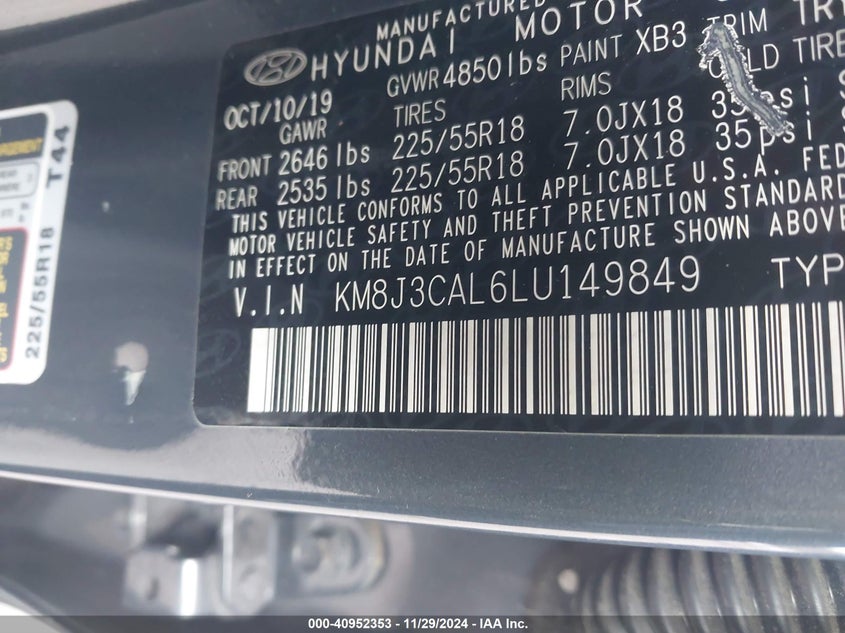 MANUFACTURED
HYUNDAI MOTOR
OCT/10/19 GVWR 4850 lbs PAINT XB3 TRIM TR
GAWR TIRES RIMS COLD TIRE
FRONT 2646 lbs 225/55R18 7.0JX18 35psi
REAR 2535 lbs 225/55R18 7.0JX18 35psi
THIS VEHICLE CONFORMS TO ALL APPLICABLE U.S.A. FED
MOTOR VEHICLE SAFETY AND THEFT PREVENTION STANDARD
IN EFFECT ON THE DATE OF MANUFACTURE SHOWN ABOVE
V.I.N KM8J3CAL6LU149849 TYP
225/55R18 T44
000-40952353 - 11/29/2024 - IAA Inc.